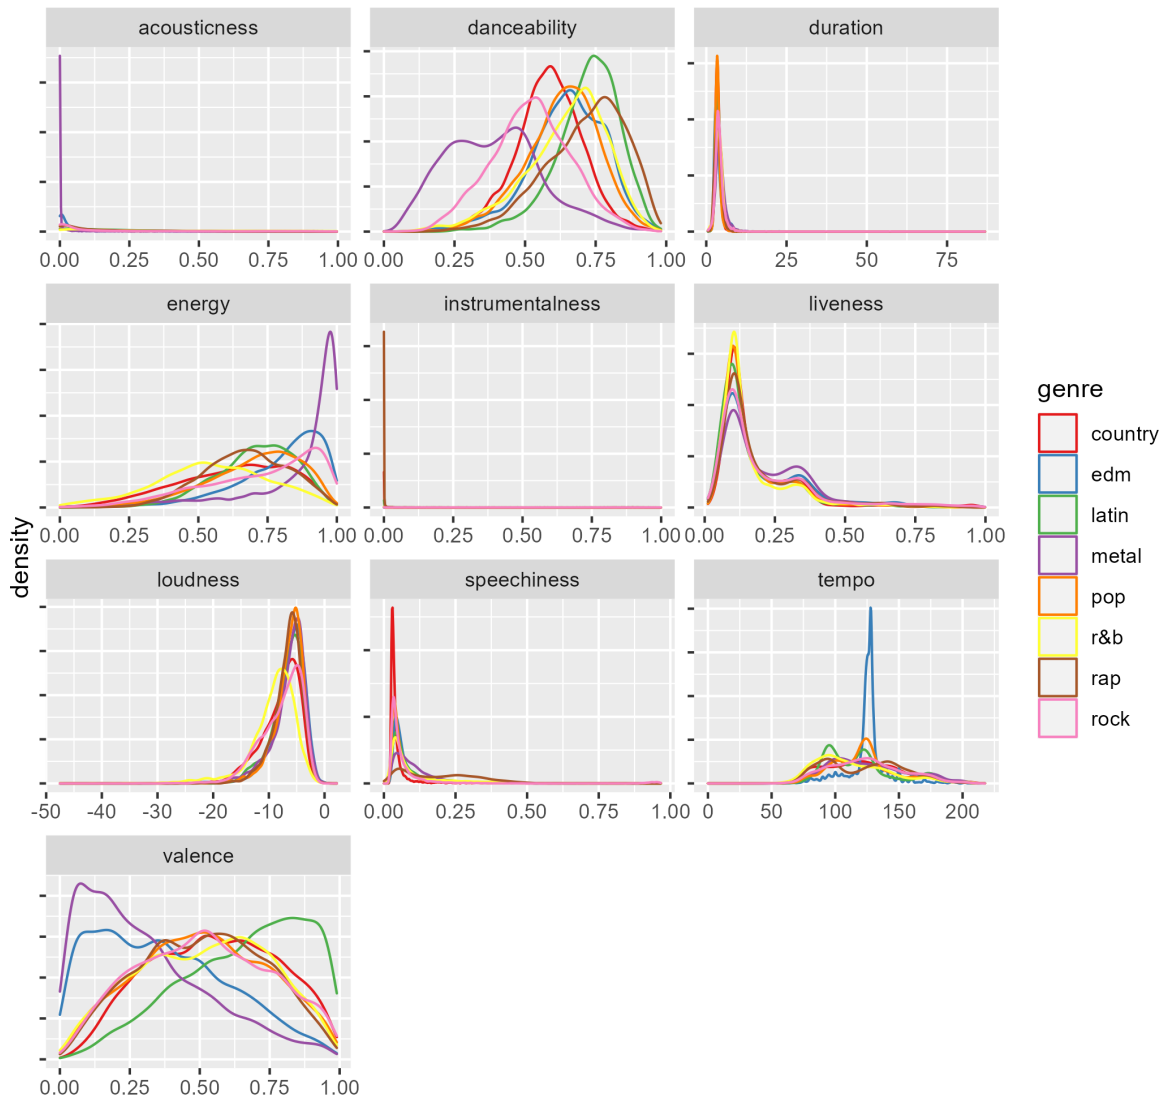 acousticness danceability duration
0.00 0.25 0.50 0.75 1.00 0.00 0.25 0.50 0.75 1.00 0 25 50 75
energy instrumentalness liveness
0.00 0.25 0.50 0.75 1.00 0.00 0.25 0.50 0.75 1.00 0.00 0.25 0.50 0.75 1.00
density
loudness speechiness tempo
-50 -40 -30 -20 -10 0 0.00 0.25 0.50 0.75 1.00 0 50 100 150 200
valence
0.00 0.25 0.50 0.75 1.00
genre
country
edm
latin
metal
pop
r&b
rap
rock